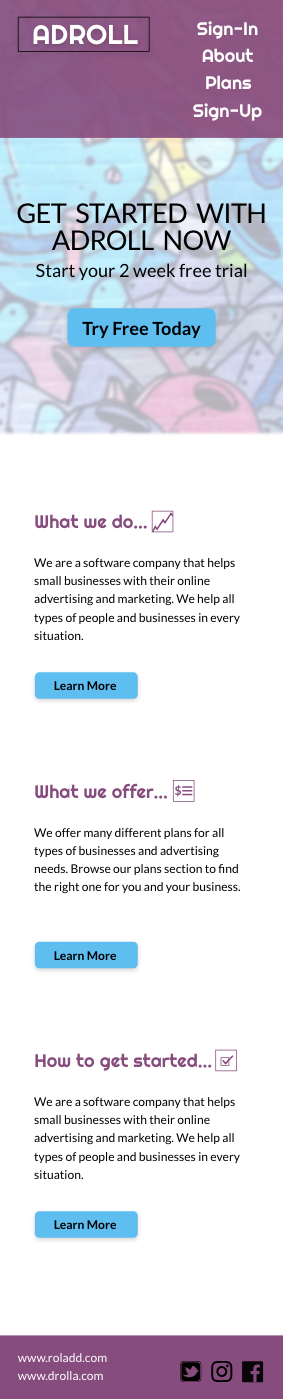 ADROLL
Sign-In
About
Plans
Sign-Up
GET STARTED WITH
ADROLL NOW
Start your 2 week free trial
Try Free Today
What we do...
We are a software company that helps
small businesses with their online
advertising and marketing. We help all
types of people and businesses in every
situation.
Learn More
What we offer...
$
We offer many different plans for all
types of businesses and advertising
needs. Browse our plans section to find
the right one for you and your business.
Learn More
How to get started...
We are a software company that helps
small businesses with their online
advertising and marketing. We help all
types of people and businesses in every
situation.
Learn More
www.roladd.com
www.drolla.com